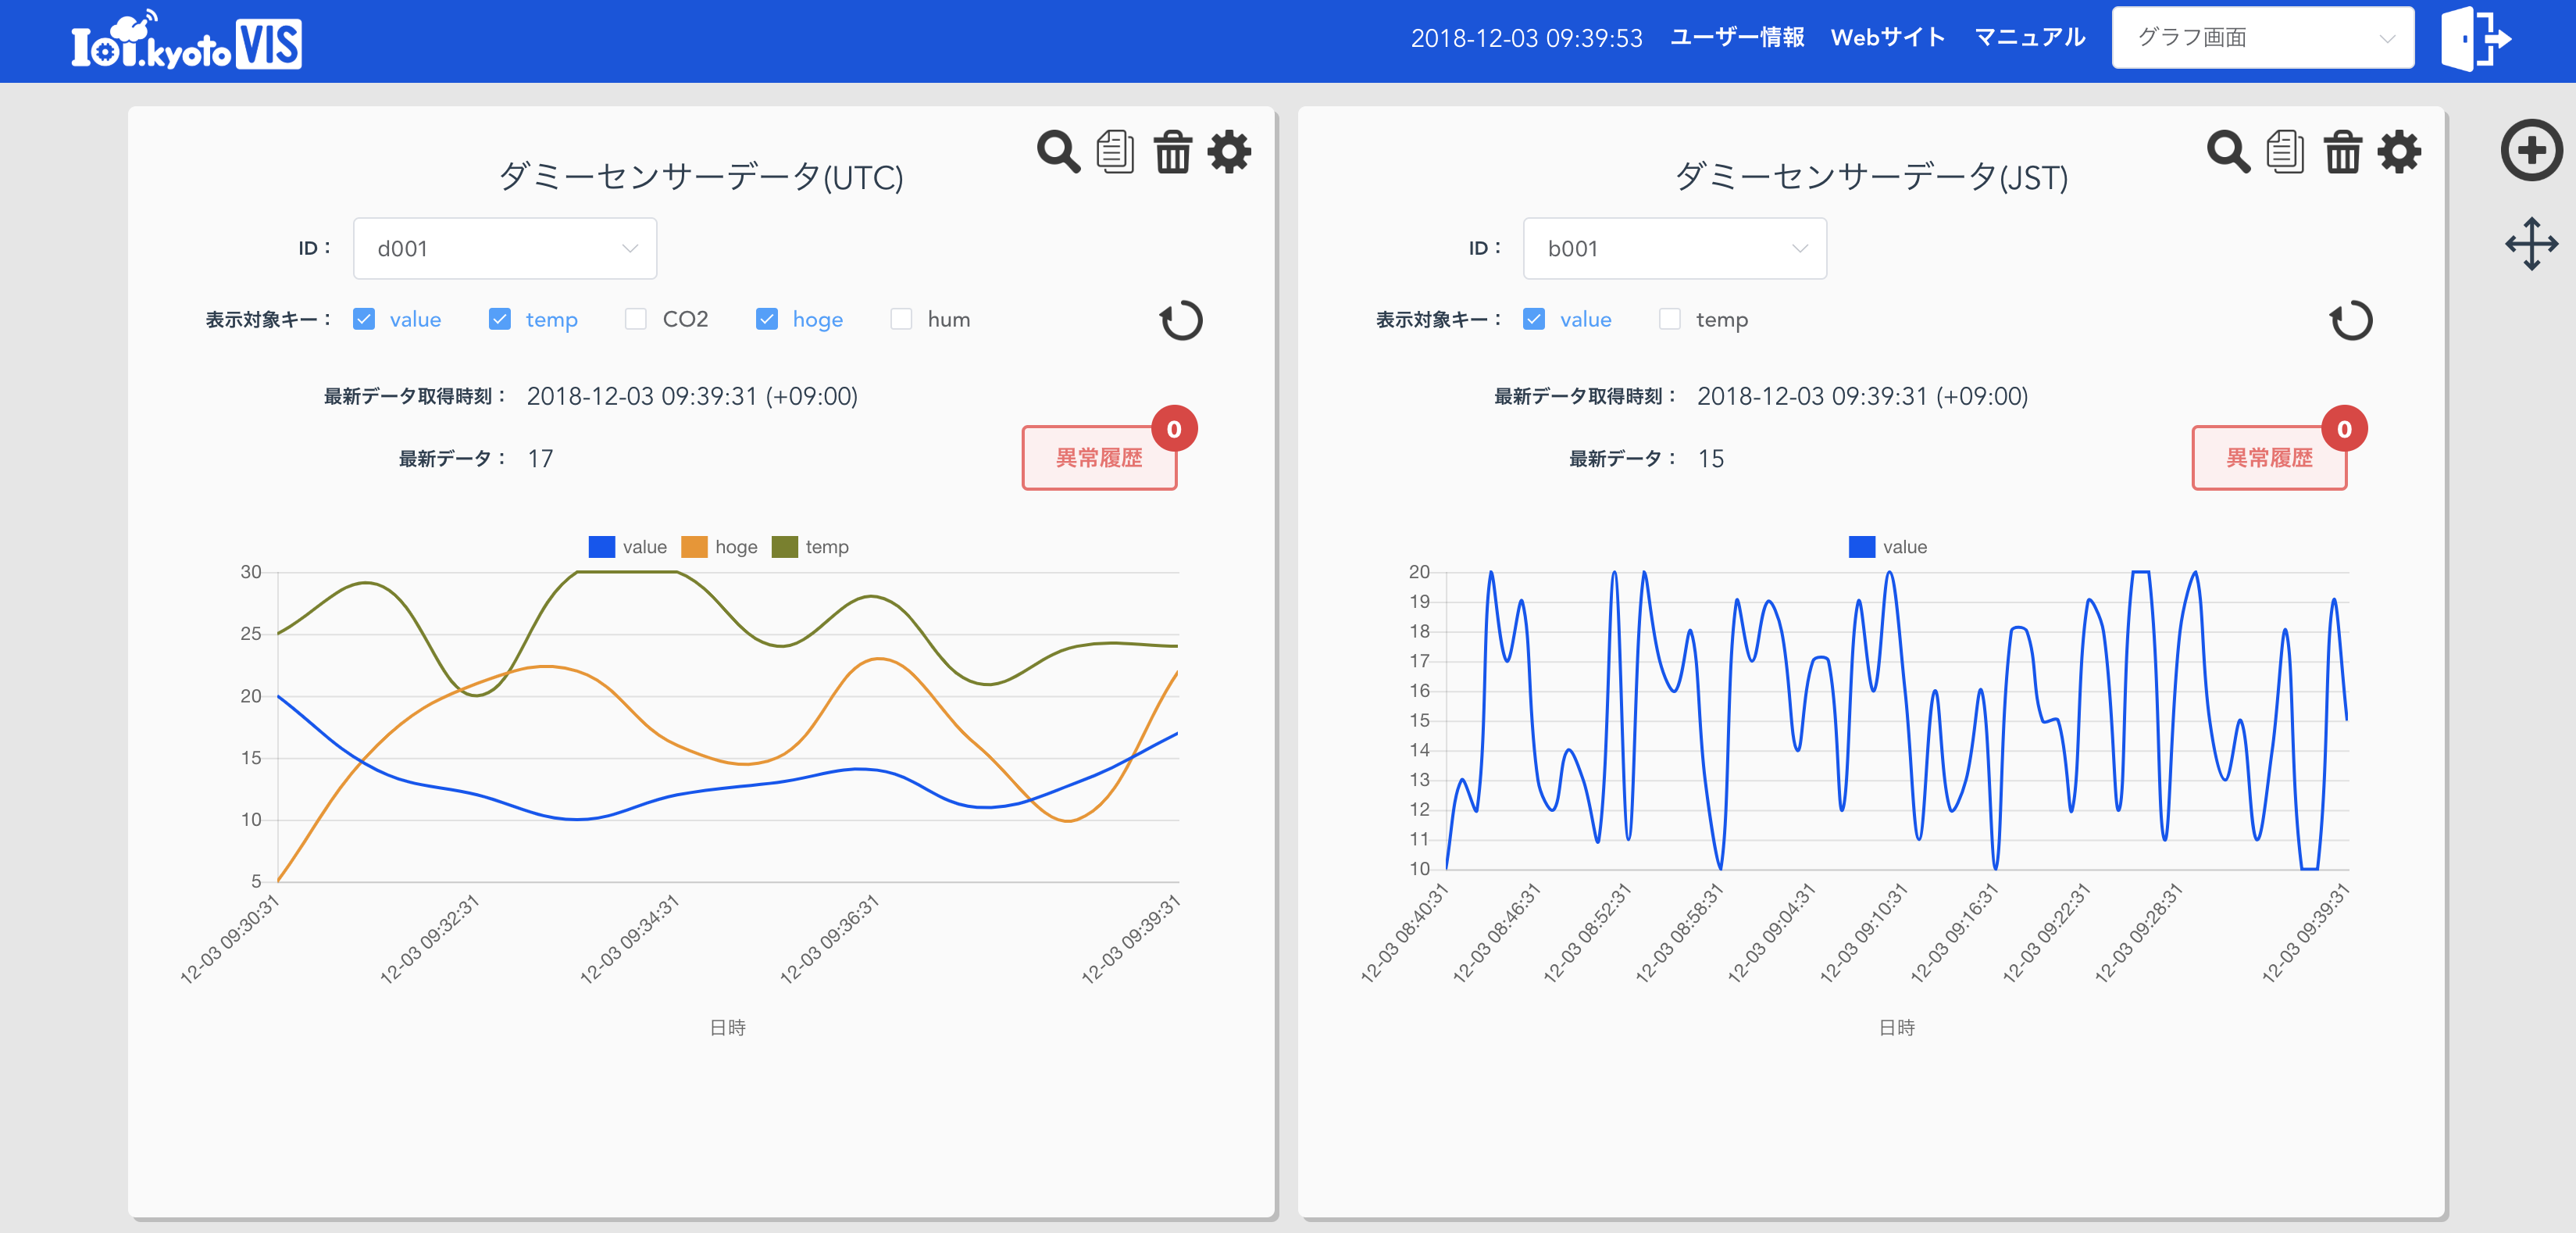 IoT.kyoto VIS
2018-12-03 09:39:53 ユーザー情報 Webサイト マニュアル グラフ画面
ダミーセンサーデータ(UTC)
ID： d001
表示対象キー： value temp CO2 hoge hum
最新データ取得時刻： 2018-12-03 09:39:31 (+09:00)
最新データ： 17
異常履歴 0
value hoge temp
30
25
20
15
10
5
12-03 09:30:31 12-03 09:32:31 12-03 09:34:31 12-03 09:36:31 12-03 09:39:31
日時
ダミーセンサーデータ(JST)
ID： b001
表示対象キー： value temp
最新データ取得時刻： 2018-12-03 09:39:31 (+09:00)
最新データ： 15
異常履歴 0
value
20
19
18
17
16
15
14
13
12
11
10
12-03 08:40:31 12-03 08:46:31 12-03 08:52:31 12-03 08:58:31 12-03 09:04:31 12-03 09:10:31 12-03 09:16:31 12-03 09:22:31 12-03 09:28:31 12-03 09:39:31
日時